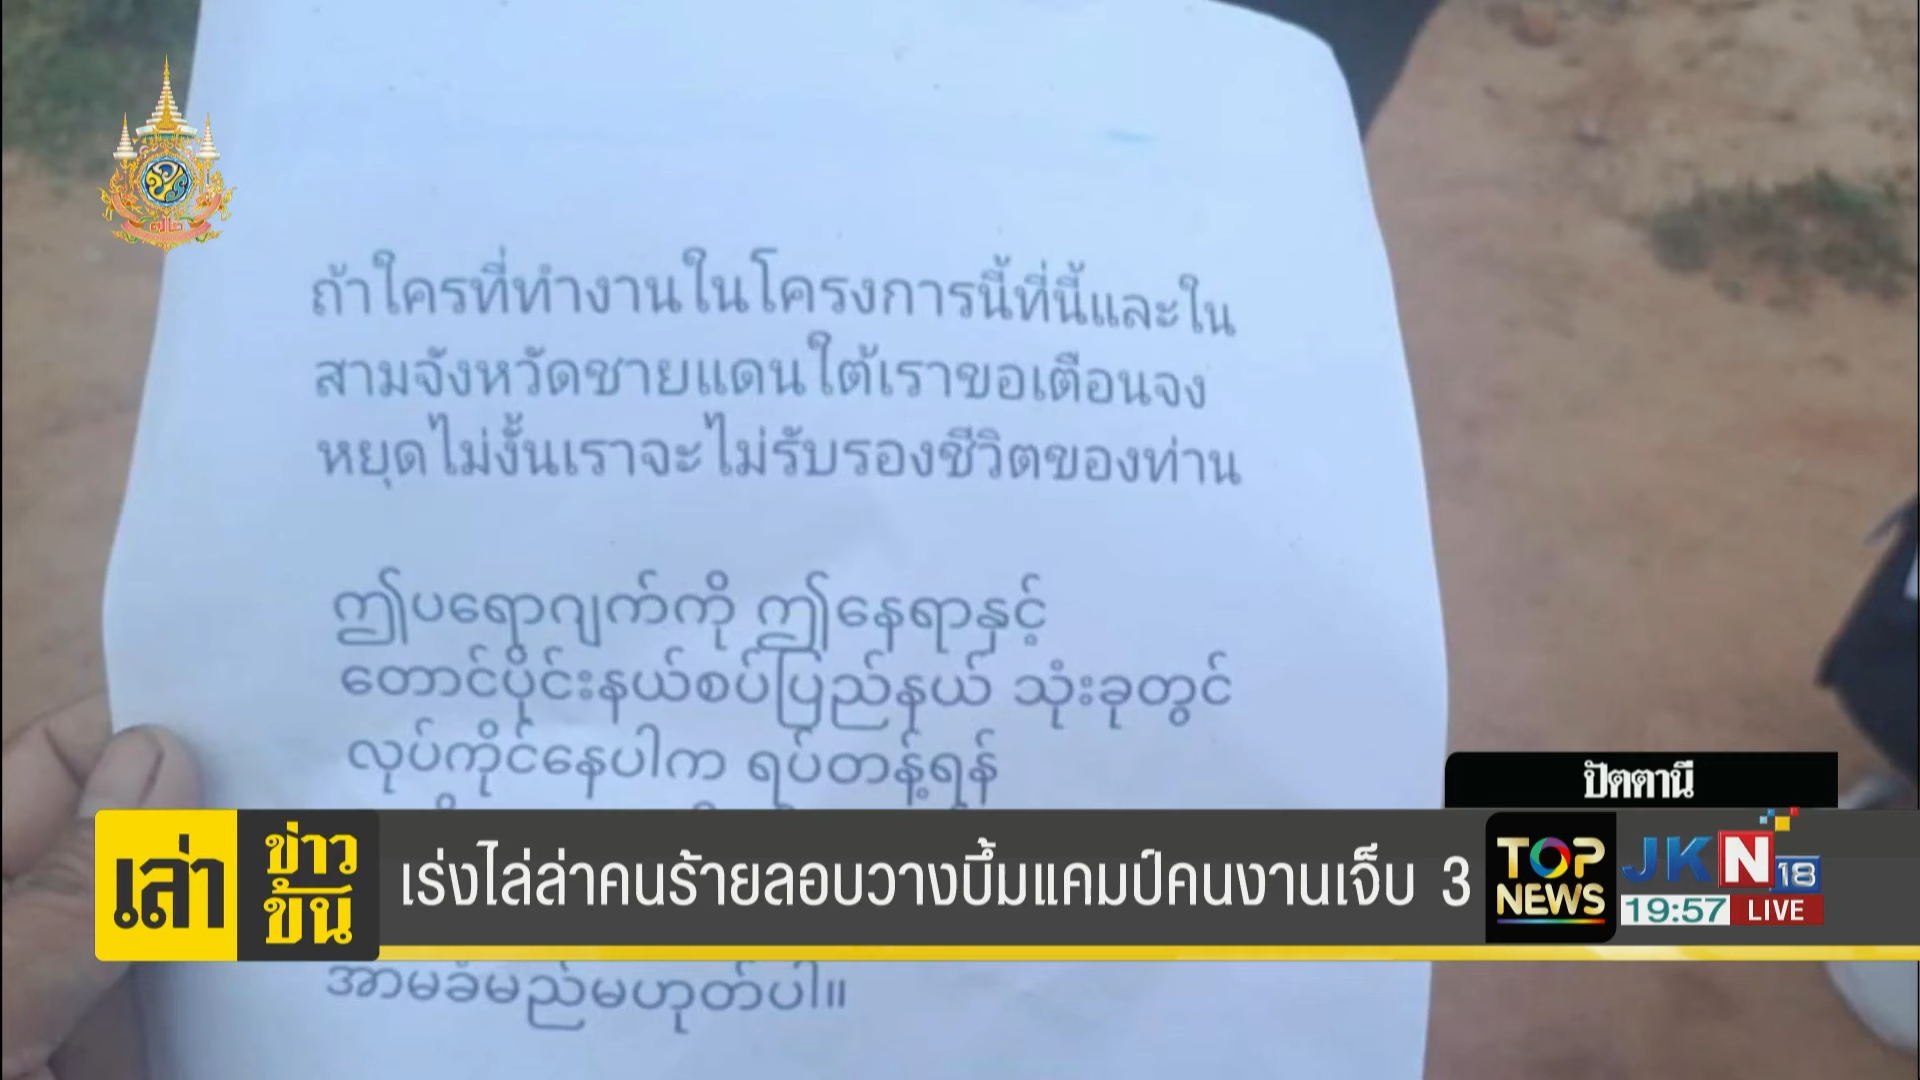 ถ้าใครที่ทำงานในโครงการนี้ที่นี้และใน
สามจังหวัดชายแดนใต้เราขอเตือนจง
หยุดไม่งั้นเราจะไม่รับรองชีวิตของท่าน
ဤပရောဂျက်ကို ဤနေရာနှင့်
တောင်ပိုင်းနယ်စပ်ပြည်နယ် သုံးခုတွင်
လုပ်ကိုင်နေပါက ရပ်တန့်ရန်
အာမခံမည်မဟုတ်ပါ။
ปัตตานี
เล่า
ข่าว
ข้น
เร่งไล่ล่าคนร้ายลอบวางบึ้มแคมป์คนงานเจ็บ 3
TOP
NEWS
JKN18
19:57 LIVE